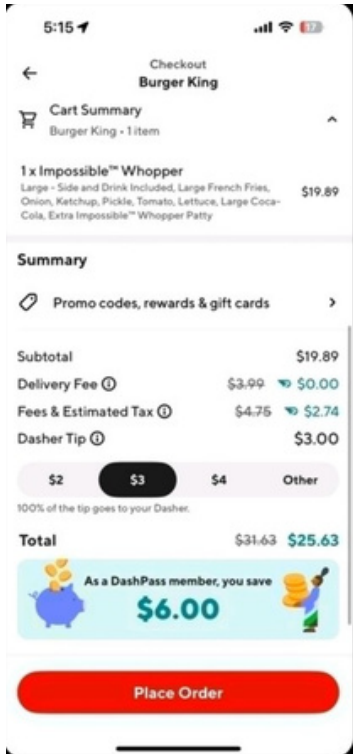 5:15
17
Checkout
Burger King
Cart Summary
Burger King • 1 item
1 x Impossible™ Whopper
Large - Side and Drink Included, Large French Fries,
Onion, Ketchup, Pickle, Tomato, Lettuce, Large Coca-
Cola, Extra Impossible™ Whopper
Patty
$19.89
Summary
Promo codes, rewards & gift cards
Subtotal $19.89
Delivery Fee $3.99 $0.00
Fees & Estimated Tax $4.75 $2.74
Dasher Tip $3.00
$2 $3 $4 Other
100% of the tip goes to your Dasher.
Total $31.63 $25.63
As a DashPass member, you save
$6.00
Place Order